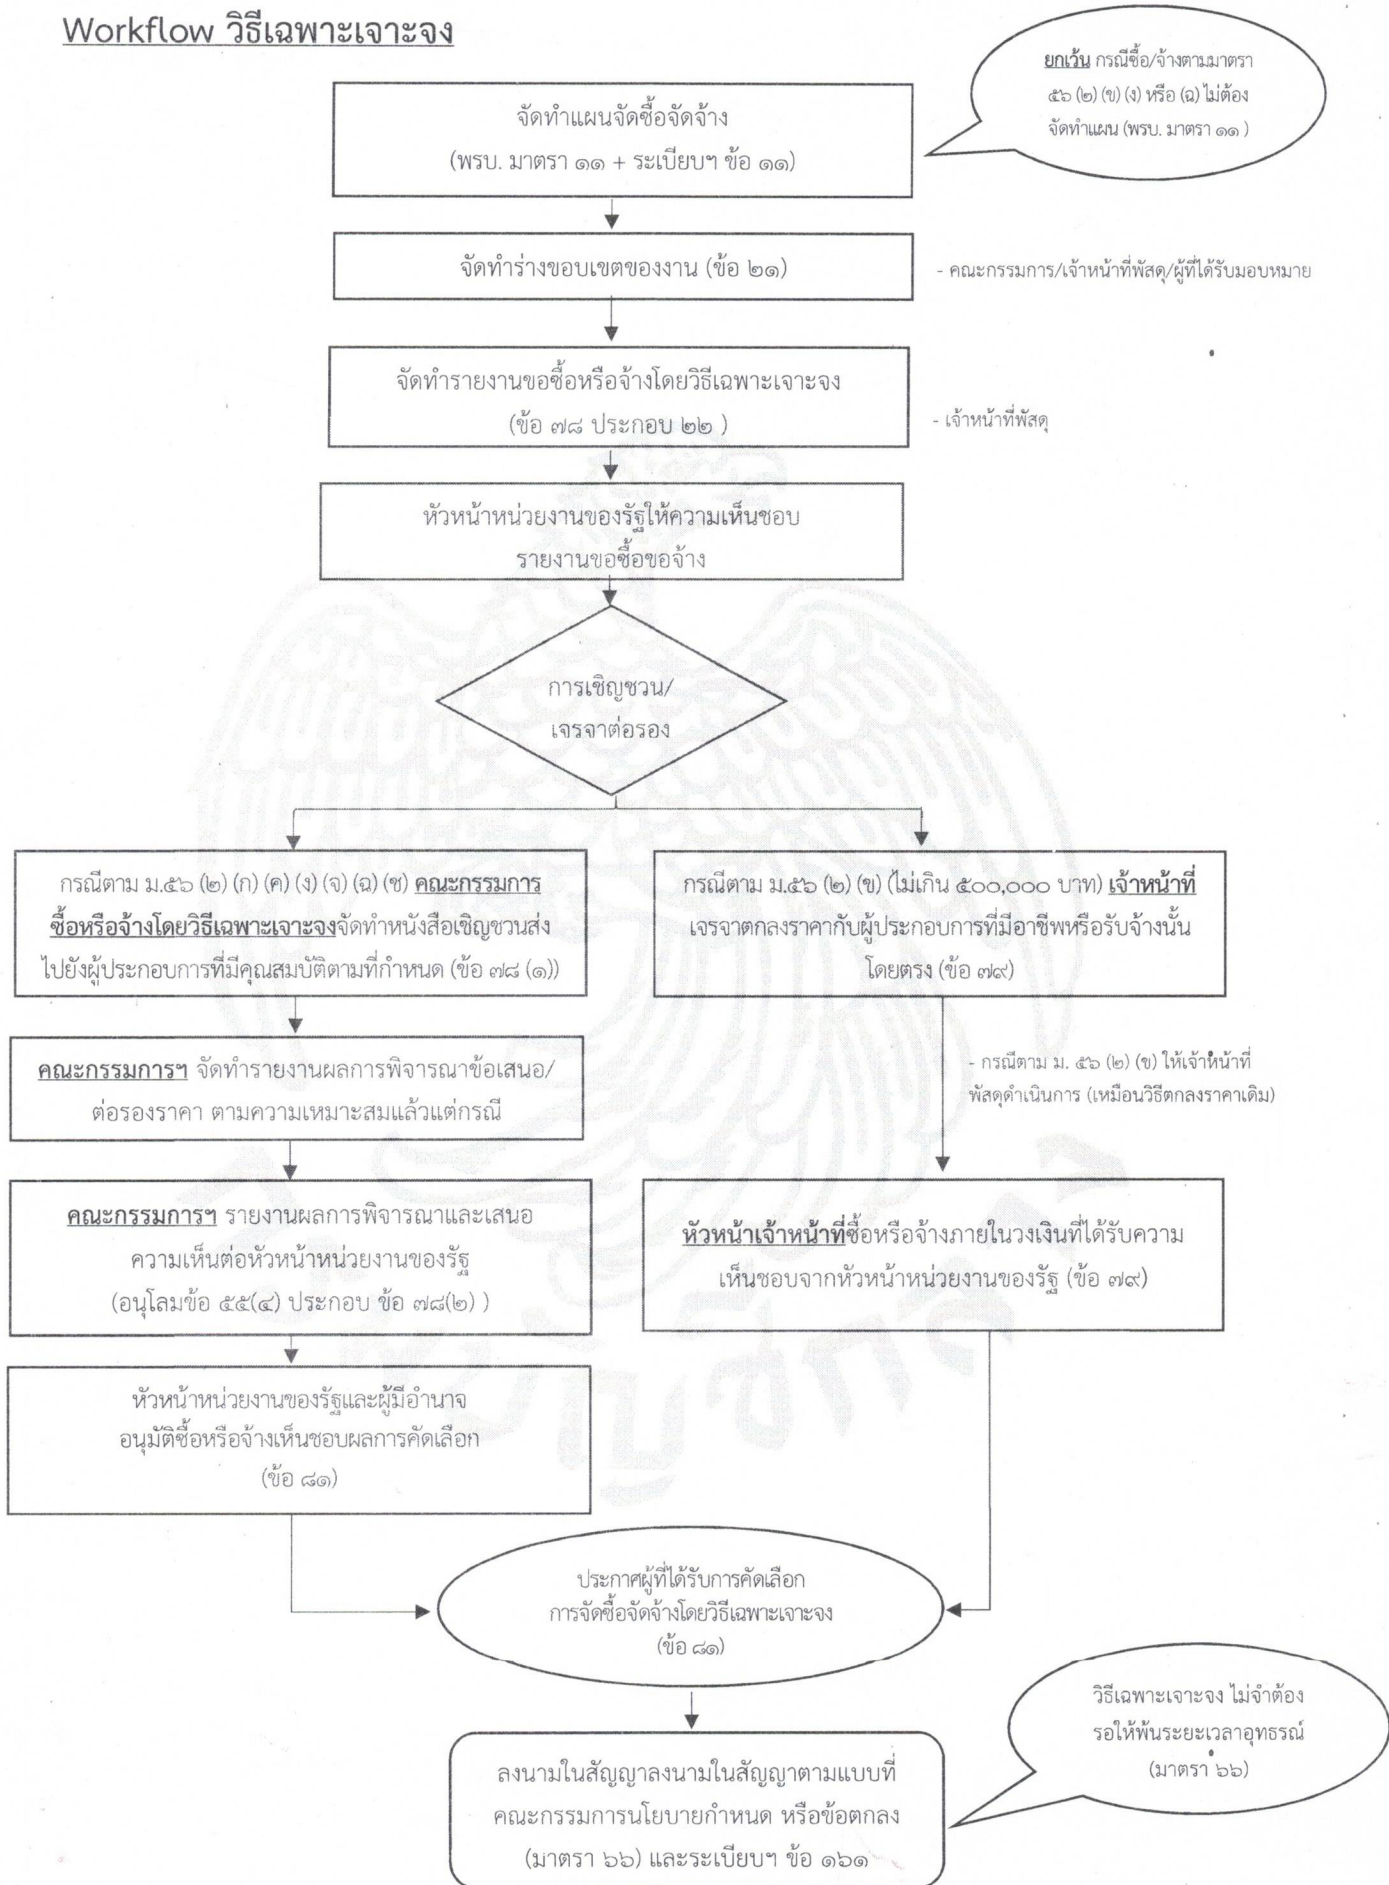 Workflow วิธีเฉพาะเจาะจง
ยกเว้น กรณีซื้อ/จ้างตามมาตรา
๕๖ (๒) (ข) (ง) หรือ (ฉ) ไม่ต้อง
จัดทำแผน (พรบ. มาตรา ๑๑ )
จัดทำแผนจัดซื้อจัดจ้าง
(พรบ. มาตรา ๑๑ + ระเบียบฯ ข้อ ๑๑)
จัดทำร่างขอบเขตของงาน (ข้อ ๒๑)
- คณะกรรมการ/เจ้าหน้าที่พัสดุ/ผู้ที่ได้รับมอบหมาย
จัดทำรายงานขอซื้อหรือจ้างโดยวิธีเฉพาะเจาะจง
(ข้อ ๗๘ ประกอบ ๒๒ )
- เจ้าหน้าที่พัสดุ
หัวหน้าหน่วยงานของรัฐให้ความเห็นชอบ
รายงานขอซื้อขอจ้าง
การเชิญชวน/
เจรจาต่อรอง
กรณีตาม ม.๕๖ (๒) (ก) (ค) (ง) (จ) (ฉ) (ช) คณะกรรมการ
ซื้อหรือจ้างโดยวิธีเฉพาะเจาะจงจัดทำหนังสือเชิญชวนส่ง
ไปยังผู้ประกอบการที่มีคุณสมบัติตามที่กำหนด (ข้อ ๗๘ (๑))
กรณีตาม ม.๕๖ (๒) (ข) (ไม่เกิน ๕๐๐,๐๐๐ บาท) เจ้าหน้าที่
เจรจาตกลงราคากับผู้ประกอบการที่มีอาชีพหรือรับจ้างนั้น
โดยตรง (ข้อ ๗๙)
คณะกรรมการฯ จัดทำรายงานผลการพิจารณาข้อเสนอ/
ต่อรองราคา ตามความเหมาะสมแล้วแต่กรณี
- กรณีตาม ม. ๕๖ (๒) (ข) ให้เจ้าหน้าที่
พัสดุดำเนินการ (เหมือนวิธีตกลงราคาเดิม)
คณะกรรมการฯ รายงานผลการพิจารณาและเสนอ
ความเห็นต่อหัวหน้าหน่วยงานของรัฐ
(อนุโลมข้อ ๕๕(๔) ประกอบ ข้อ ๗๘(๒) )
หัวหน้าเจ้าหน้าที่ซื้อหรือจ้างภายในวงเงินที่ได้รับความ
เห็นชอบจากหัวหน้าหน่วยงานของรัฐ (ข้อ ๗๙)
หัวหน้าหน่วยงานของรัฐและผู้มีอำนาจ
อนุมัติซื้อหรือจ้างเห็นชอบผลการคัดเลือก
(ข้อ ๘๑)
ประกาศผู้ที่ได้รับการคัดเลือก
การจัดซื้อจัดจ้างโดยวิธีเฉพาะเจาะจง
(ข้อ ๘๑)
วิธีเฉพาะเจาะจง ไม่จำต้อง
รอให้พ้นระยะเวลาอุทธรณ์
(มาตรา ๖๖)
ลงนามในสัญญาลงนามในสัญญาตามแบบที่
คณะกรรมการนโยบายกำหนด หรือข้อตกลง
(มาตรา ๖๖) และระเบียบฯ ข้อ ๑๖๑